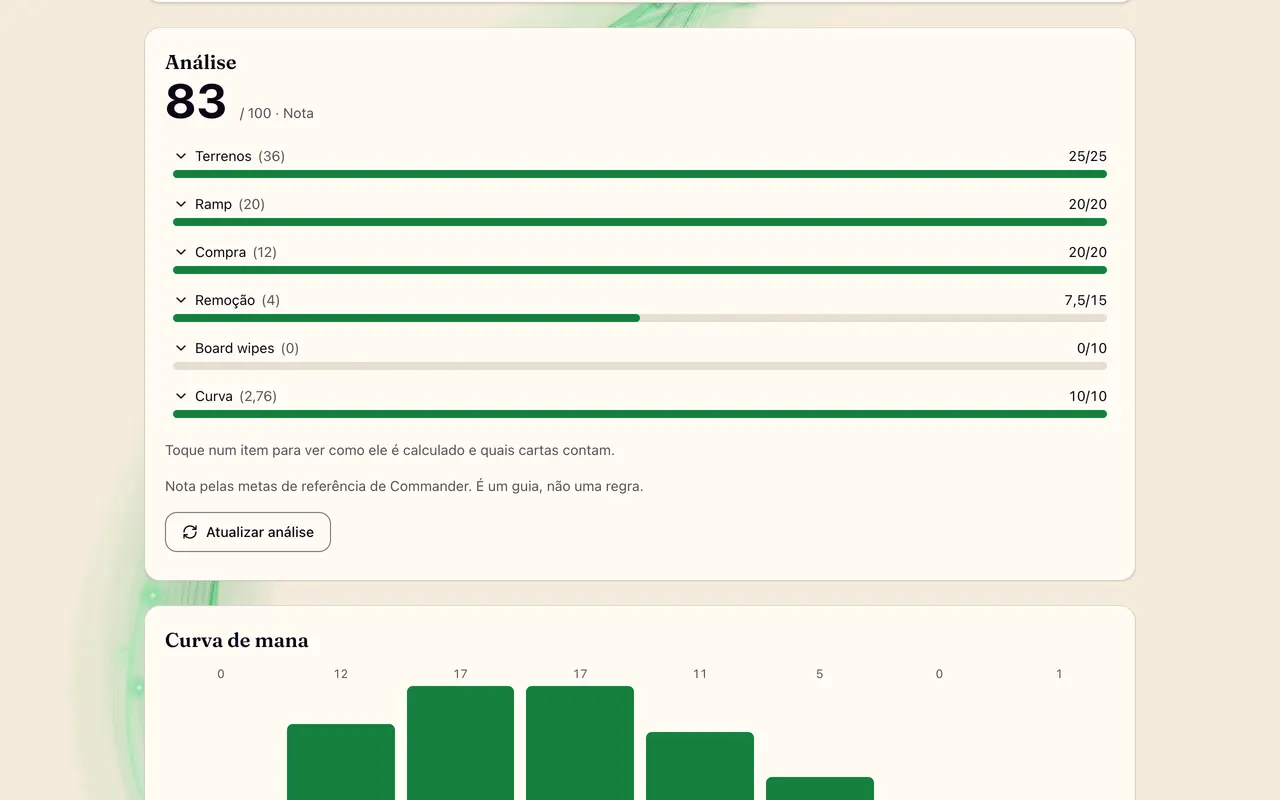 Análise
83 / 100 · Nota
Terrenos (36) 25/25
Ramp (20) 20/20
Compra (12) 20/20
Remoção (4) 7,5/15
Board wipes (0) 0/10
Curva (2,76) 10/10
Toque num item para ver como ele é calculado e quais cartas contam.
Nota pelas metas de referência de Commander. É um guia, não uma regra.
Atualizar análise
Curva de mana
0 12 17 17 11 5 0 1